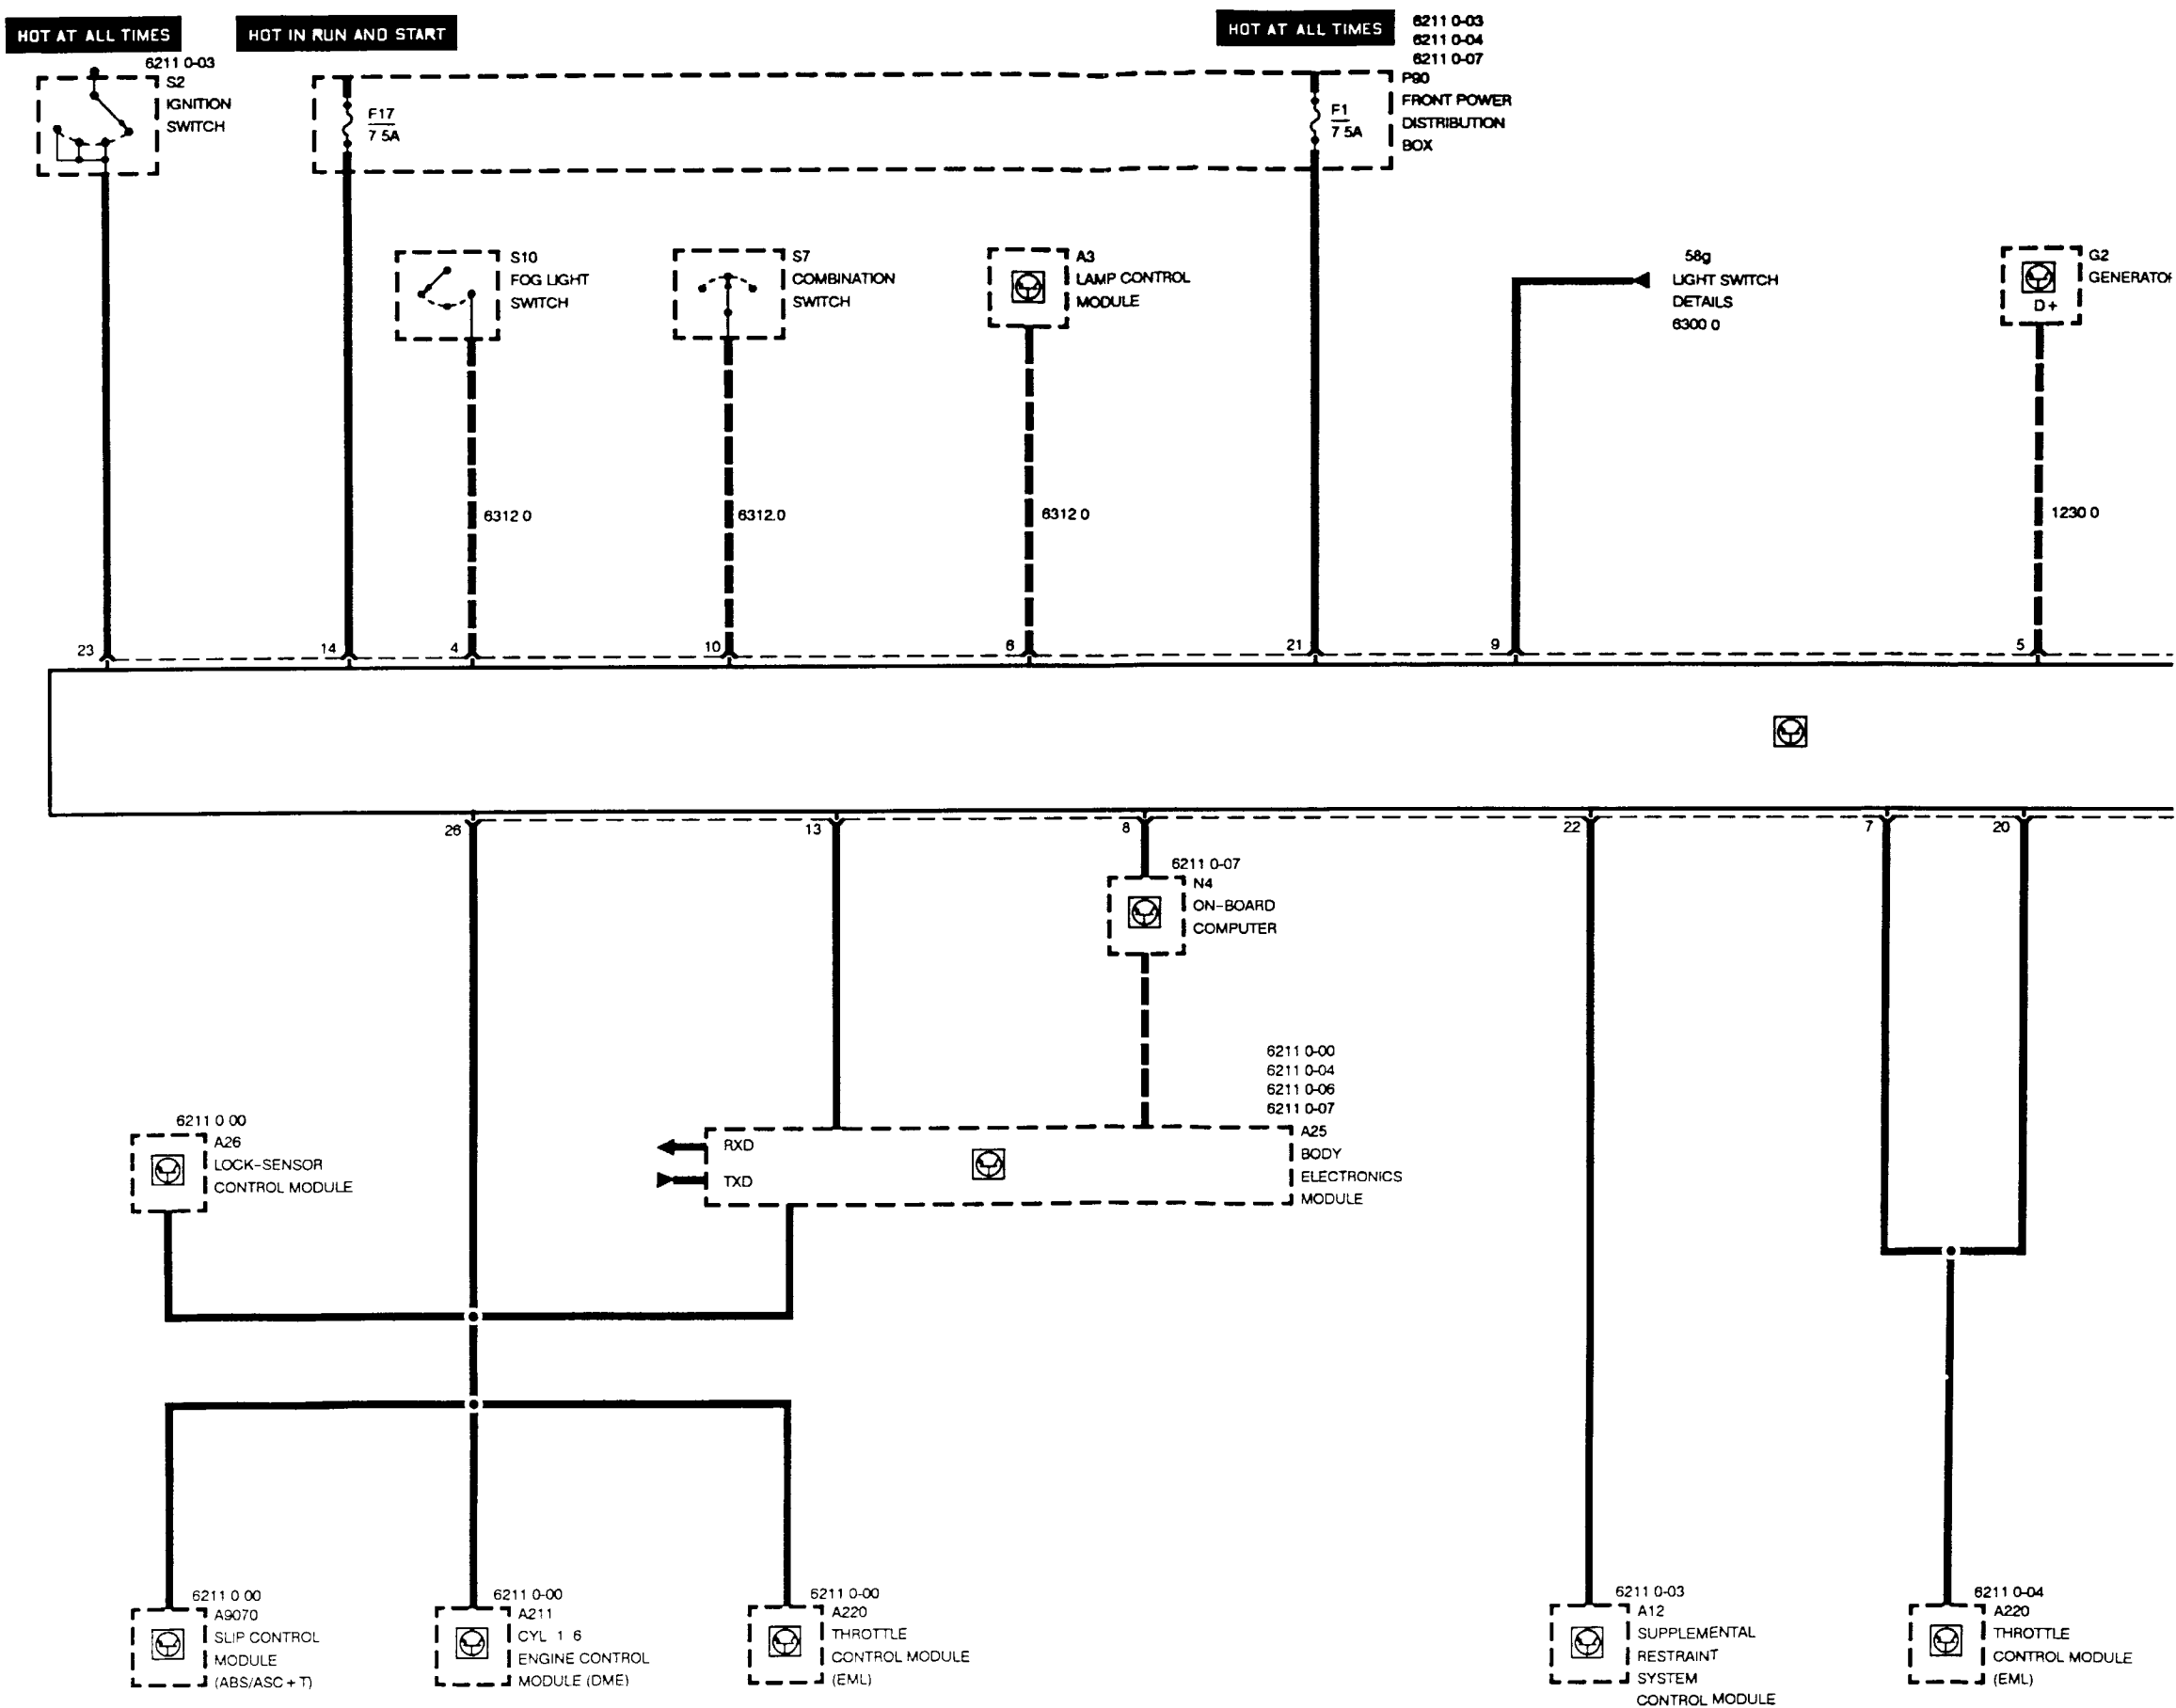 HOT AT ALL TIMES
HOT IN RUN AND START
HOT AT ALL TIMES
6211 0-03
6211 0-04
6211 0-07
6211 0-03
S2
IGNITION
SWITCH
F17
7 5A
F1
7 5A
P90
FRONT POWER
DISTRIBUTION
BOX
S10
FOG LIGHT
SWITCH
S7
COMBINATION
SWITCH
A3
LAMP CONTROL
MODULE
58g
LIGHT SWITCH
DETAILS
6300 0
G2
GENERATOR
D+
6312 0
6312.0
6312 0
1230 0
23
14
4
10
6
21
9
5
26
13
8
22
7
20
6211 0-07
N4
ON-BOARD
COMPUTER
6211 0-00
6211 0-04
6211 0-06
6211 0-07
A25
BODY
ELECTRONICS
MODULE
RXD
TXD
6211 0 00
A26
LOCK-SENSOR
CONTROL MODULE
6211 0 00
A9070
SLIP CONTROL
MODULE
(ABS/ASC + T)
6211 0-00
A211
CYL 1 6
ENGINE CONTROL
MODULE (DME)
6211 0-00
A220
THROTTLE
CONTROL MODULE
(EML)
6211 0-03
A12
SUPPLEMENTAL
RESTRAINT
SYSTEM
CONTROL MODULE
6211 0-04
A220
THROTTLE
CONTROL MODULE
(EML)